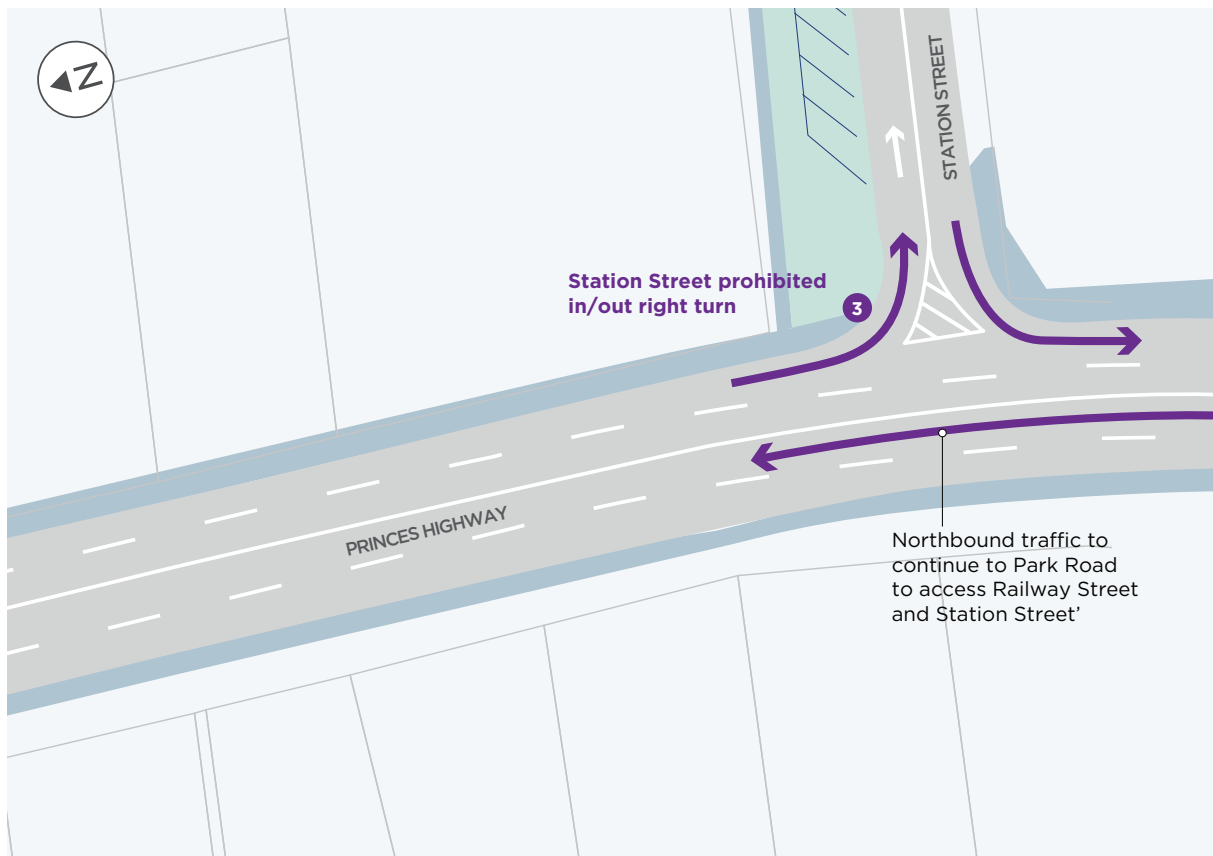 N
STATION STREET
Station Street prohibited
in/out right turn
3
PRINCES HIGHWAY
Northbound traffic to
continue to Park Road
to access Railway Street
and Station Street’